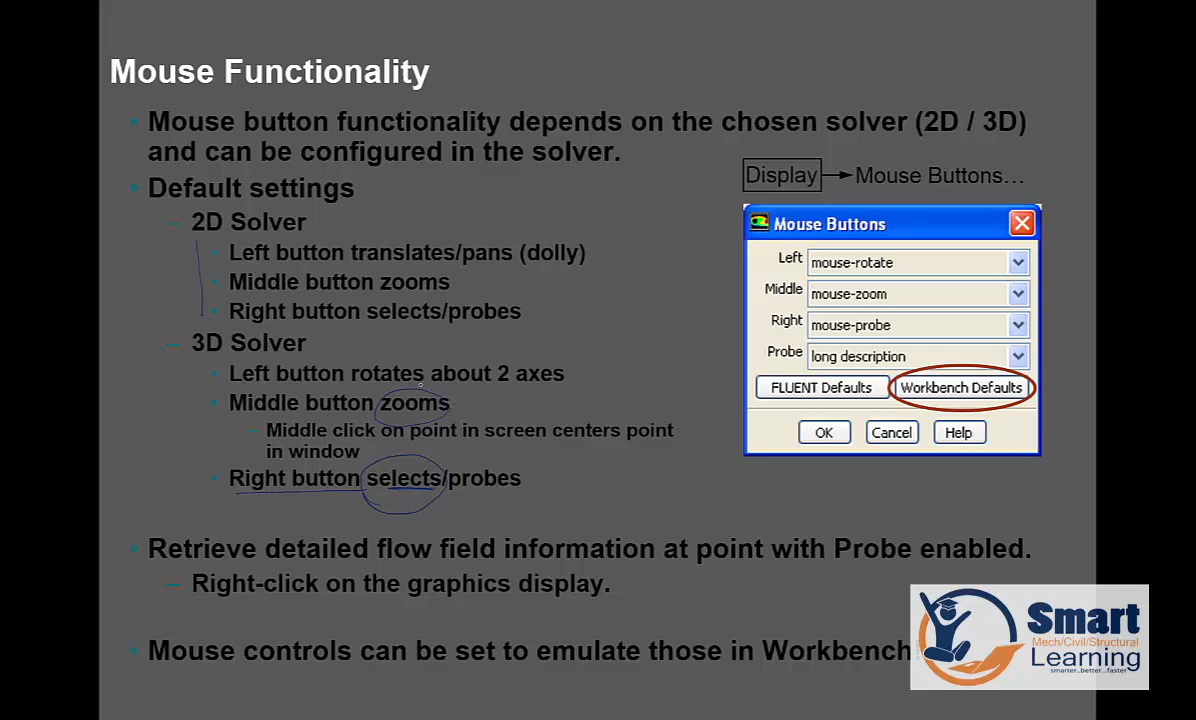 Mouse Functionality
Mouse button functionality depends on the chosen solver (2D / 3D)
and can be configured in the solver.
Default settings
2D Solver
Left button translates/pans (dolly)
Middle button zooms
Right button selects/probes
3D Solver
Left button rotates about 2 axes
Middle button zooms
Middle click on point in screen centers point
in window
Right button selects/probes
Retrieve detailed flow field information at point with Probe enabled.
Right-click on the graphics display.
Mouse controls can be set to emulate those in Workbench!
Display Mouse Buttons…
Mouse Buttons
Left mouse-rotate
Middle mouse-zoom
Right mouse-probe
Probe long description
FLUENT Defaults Workbench Defaults
OK Cancel Help
Smart
Mech/Civil/Structural
Learning
smarter..better..faster